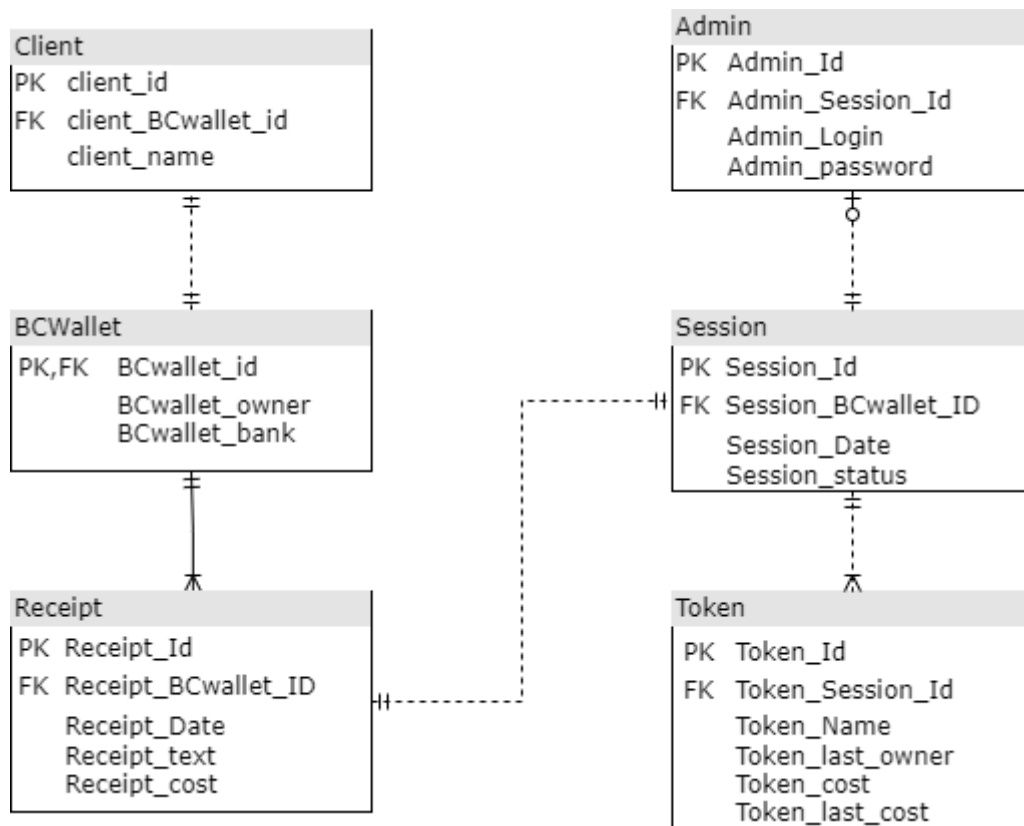 Client
PK client_id
FK client_BCwallet_id
client_name
Admin
PK Admin_Id
FK Admin_Session_Id
Admin_Login
Admin_password
BCWallet
PK,FK BCwallet_id
BCwallet_owner
BCwallet_bank
Session
PK Session_Id
FK Session_BCwallet_ID
Session_Date
Session_status
Receipt
PK Receipt_Id
FK Receipt_BCwallet_ID
Receipt_Date
Receipt_text
Receipt_cost
Token
PK Token_Id
FK Token_Session_Id
Token_Name
Token_last_owner
Token_cost
Token_last_cost